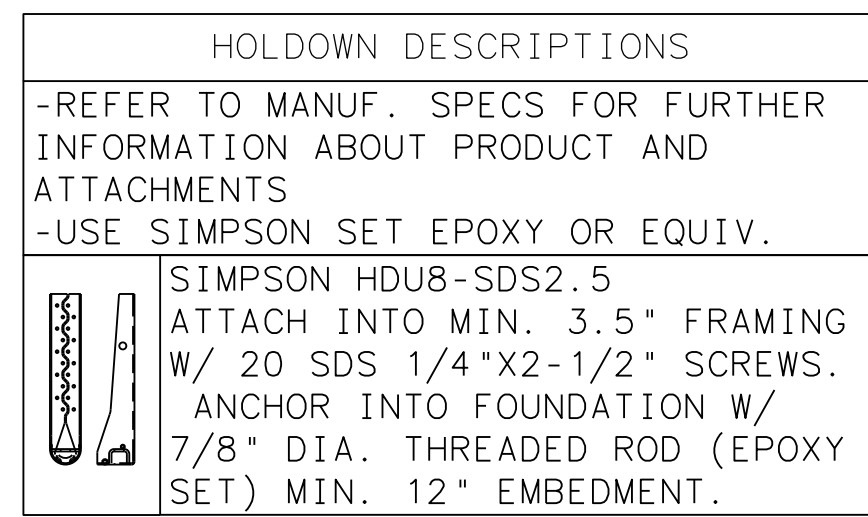 HOLDOWN DESCRIPTIONS
-REFER TO MANUF. SPECS FOR FURTHER
INFORMATION ABOUT PRODUCT AND
ATTACHMENTS
-USE SIMPSON SET EPOXY OR EQUIV.
SIMPSON HDU8-SDS2.5
ATTACH INTO MIN. 3.5" FRAMING
W/ 20 SDS 1/4"X2-1/2" SCREWS.
ANCHOR INTO FOUNDATION W/
7/8" DIA. THREADED ROD (EPOXY
SET) MIN. 12" EMBEDMENT.